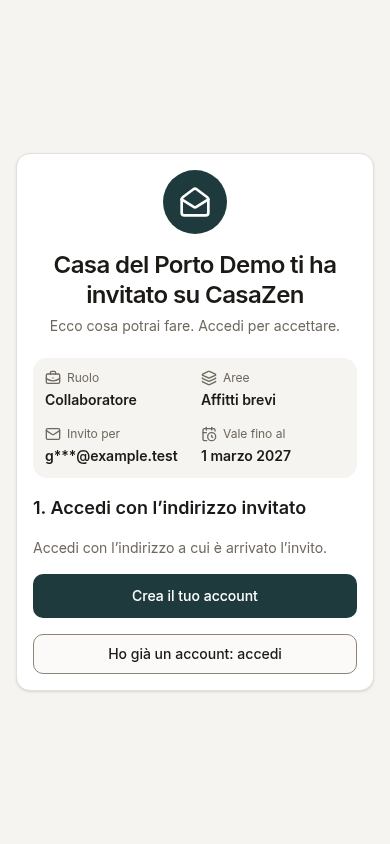 Casa del Porto Demo ti ha
invitato su CasaZen
Ecco cosa potrai fare. Accedi per accettare.
Ruolo
Collaboratore
Aree
Affitti brevi
Invito per
g***@example.test
Vale fino al
1 marzo 2027
1. Accedi con l’indirizzo invitato
Accedi con l’indirizzo a cui è arrivato l’invito.
Crea il tuo account
Ho già un account: accedi